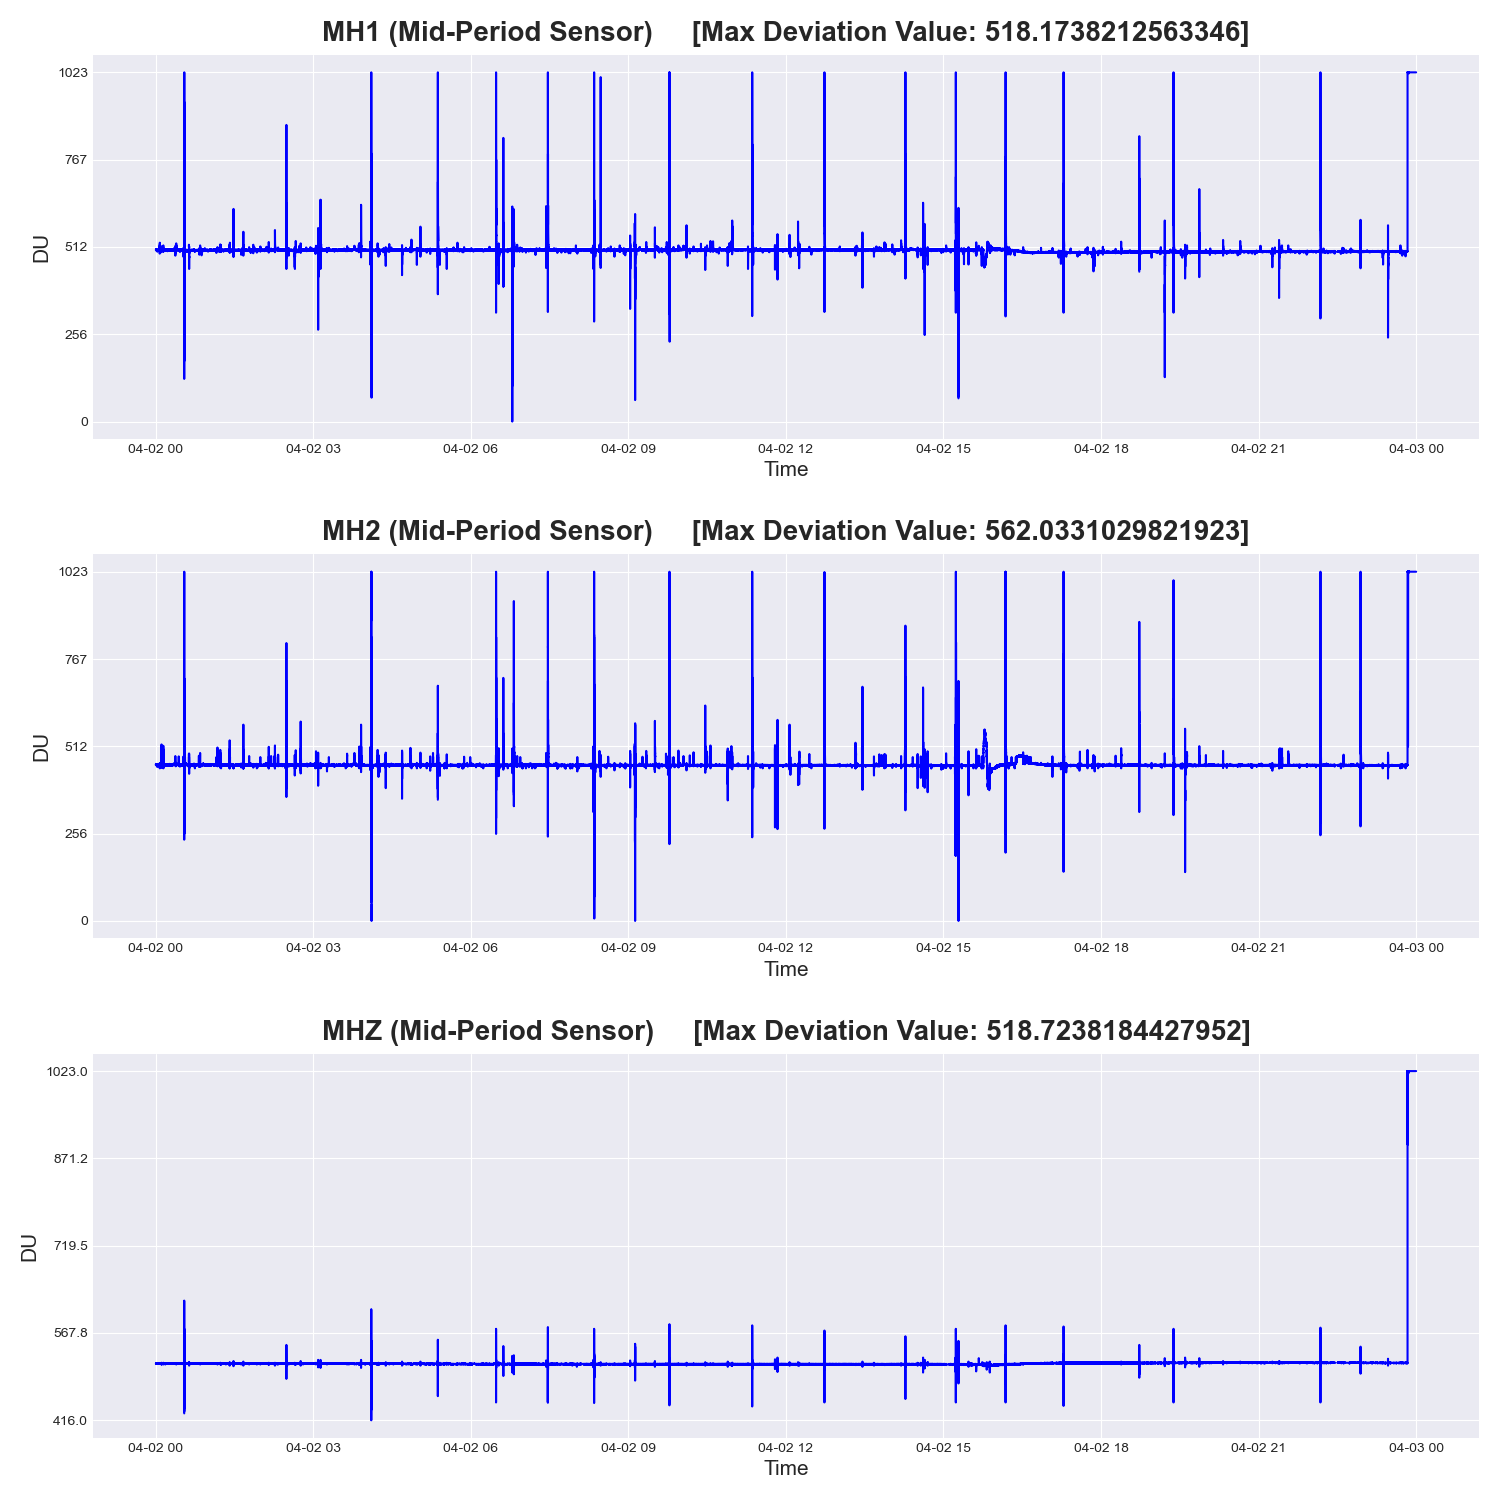 MH1 (Mid-Period Sensor) [Max Deviation Value: 518.1738212563346]
1023
767
512
256
0
DU
04-02 00 04-02 03 04-02 06 04-02 09 04-02 12 04-02 15 04-02 18 04-02 21 04-03 00
Time
MH2 (Mid-Period Sensor) [Max Deviation Value: 562.0331029821923]
1023
767
512
256
0
DU
04-02 00 04-02 03 04-02 06 04-02 09 04-02 12 04-02 15 04-02 18 04-02 21 04-03 00
Time
MHZ (Mid-Period Sensor) [Max Deviation Value: 518.7238184427952]
1023.0
871.2
719.5
567.8
416.0
DU
04-02 00 04-02 03 04-02 06 04-02 09 04-02 12 04-02 15 04-02 18 04-02 21 04-03 00
Time